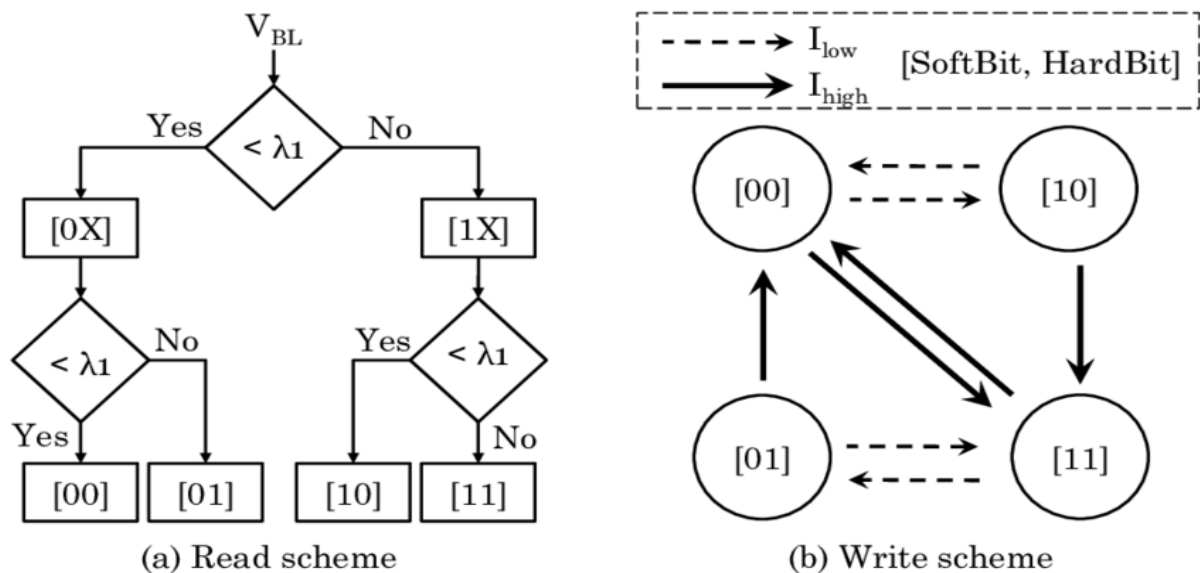 V_BL
Yes
< λ1
No
[0X]
[1X]
< λ1
No
Yes
< λ1
Yes
No
[00]
[01]
[10]
[11]
(a) Read scheme
I_low
[SoftBit, HardBit]
I_high
[00]
[10]
[01]
[11]
(b) Write scheme